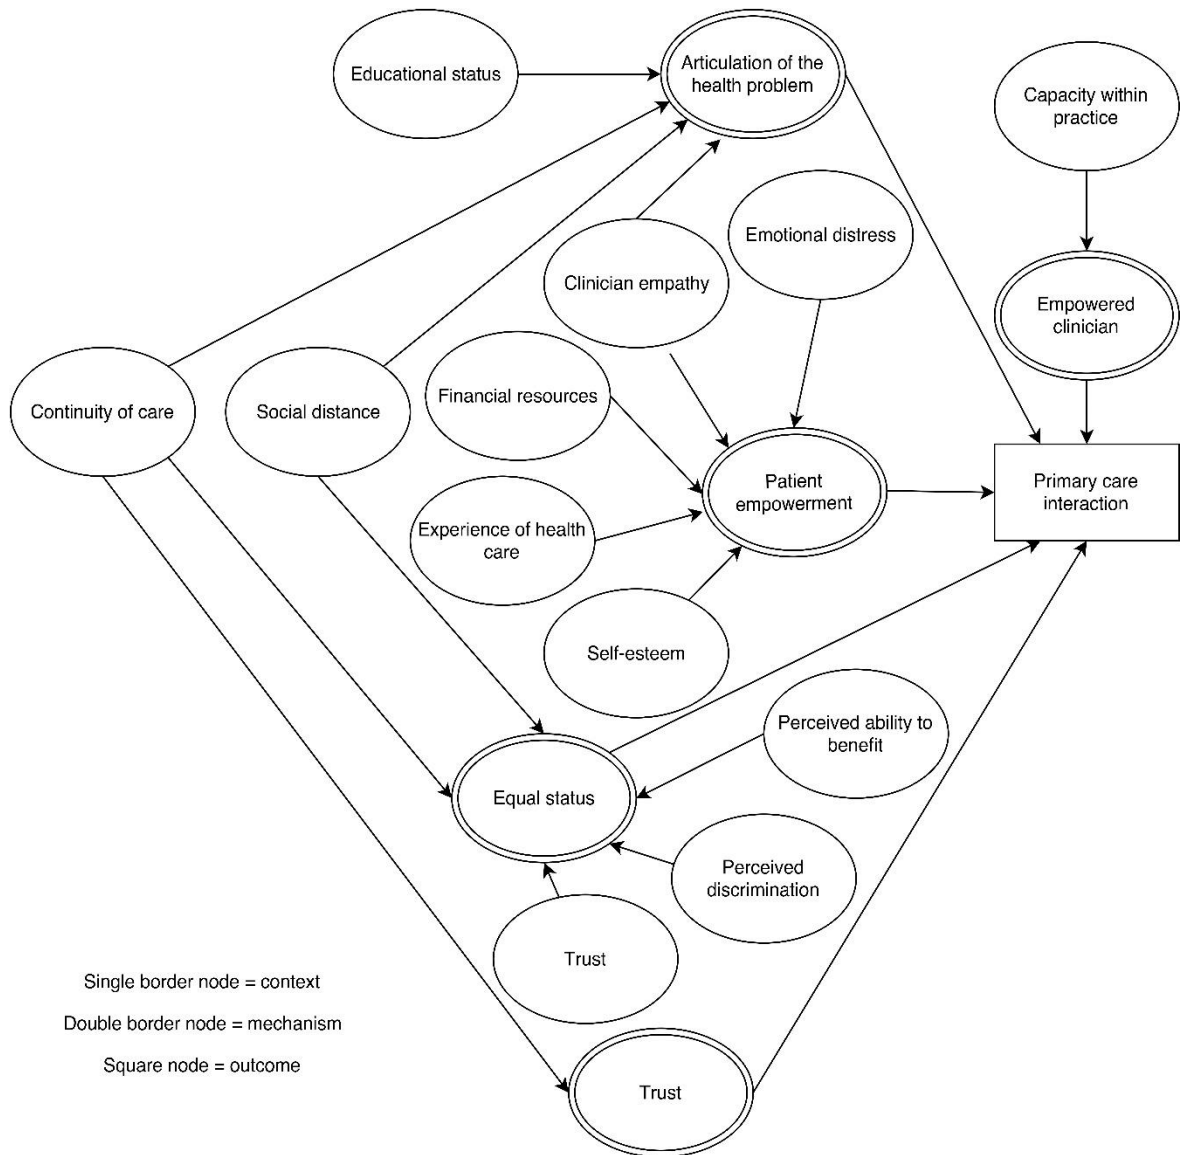 Educational status
Articulation of the
health problem
Capacity within
practice
Emotional distress
Clinician empathy
Empowered
clinician
Financial resources
Continuity of care
Social distance
Patient
empowerment
Primary care
interaction
Experience of health
care
Self-esteem
Perceived ability to
benefit
Equal status
Perceived
discrimination
Trust
Single border node = context
Double border node = mechanism
Square node = outcome
Trust